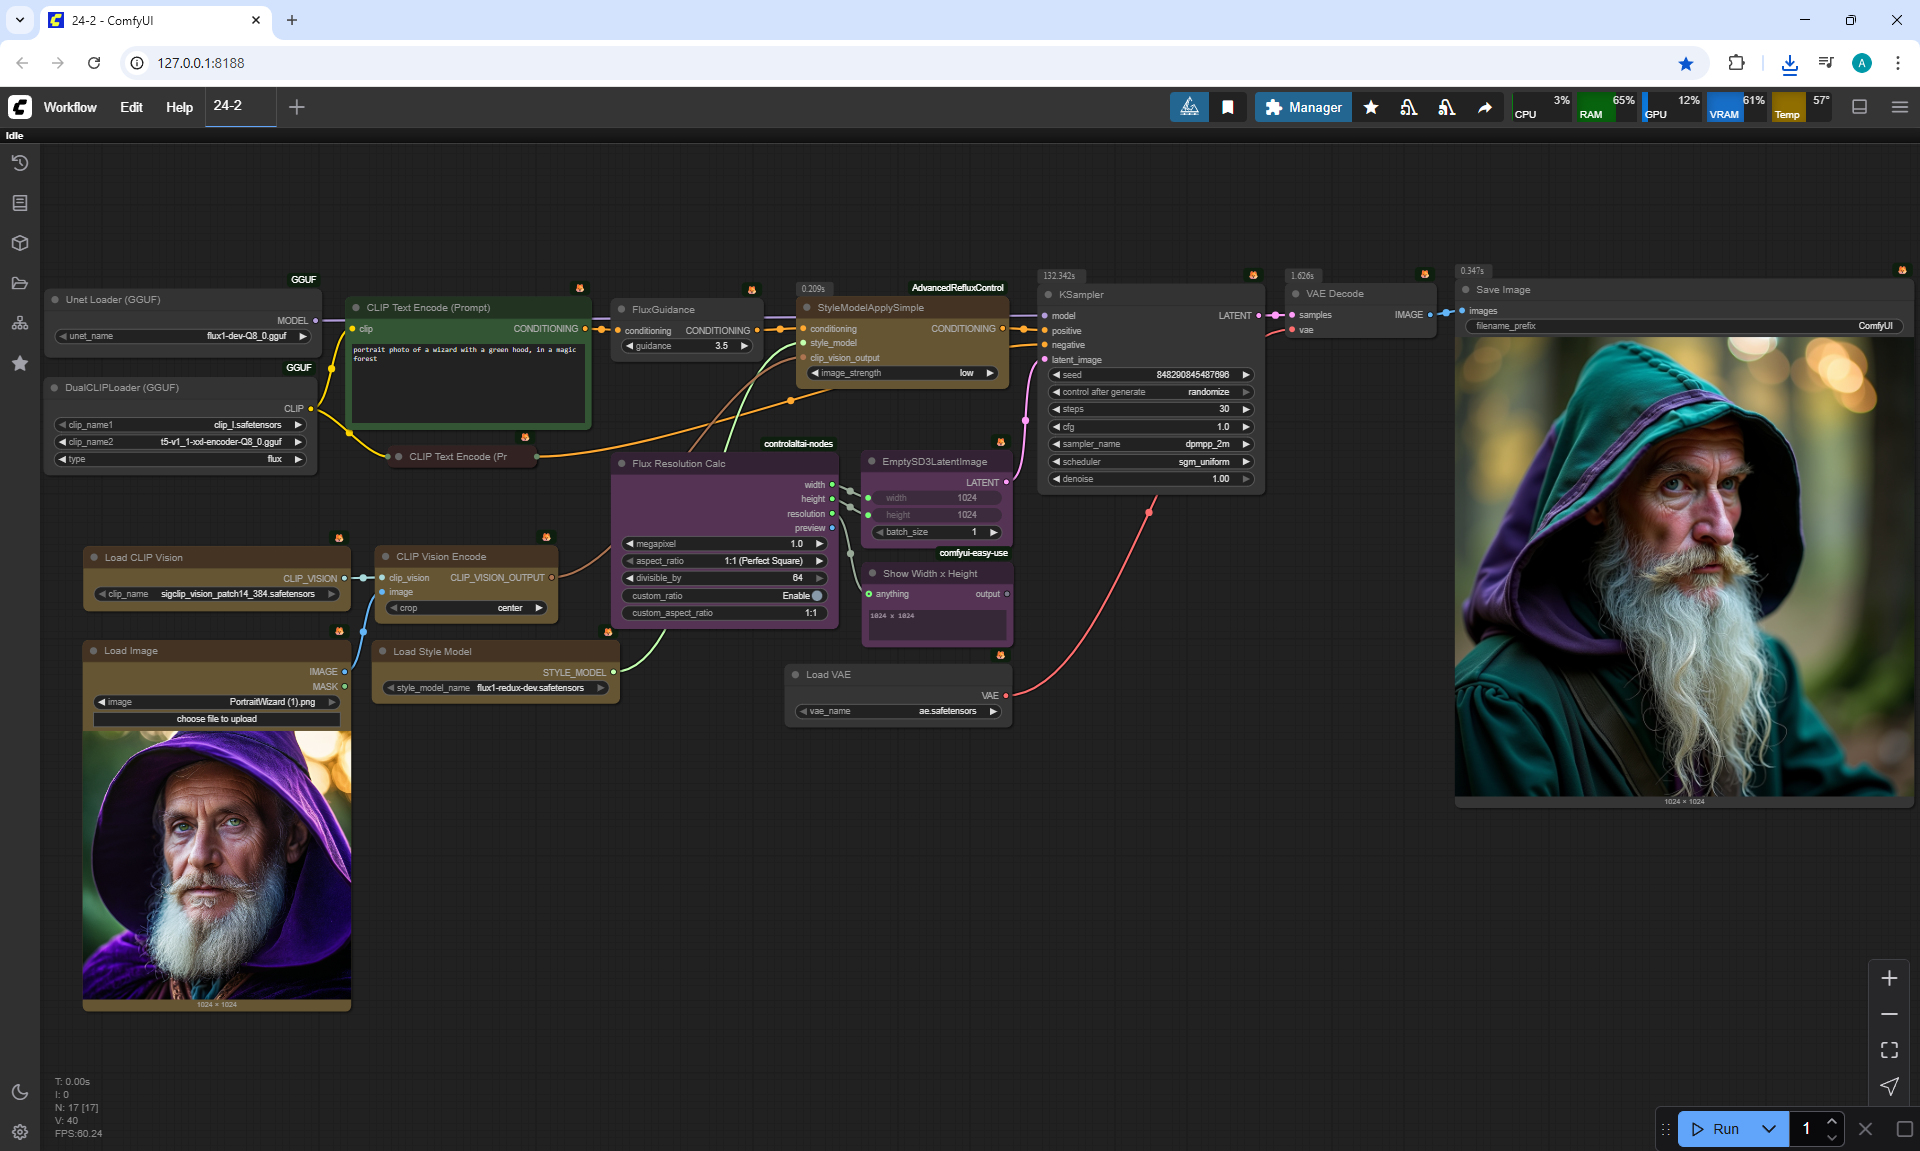 24-2 - ComfyUI
127.0.0.1:8188
A
Workflow
Edit
Help
24-2
Manager
CPU 3%
RAM 65%
GPU 12%
VRAM 61%
Temp 57°
Idle
GGUF
Unet Loader (GGUF)
MODEL
unet_name flux1-dev-Q8_0.gguf
GGUF
DualCLIPLoader (GGUF)
CLIP
clip_name1 clip_l.safetensors
clip_name2 t5-v1_1-xxl-encoder-Q8_0.gguf
type flux
CLIP Text Encode (Prompt)
clip CONDITIONING
portrait photo of a wizard with a green hood, in a magic
forest
CLIP Text Encode (Pr
FluxGuidance
conditioning CONDITIONING
guidance 3.5
0.209s
AdvancedRefluxControl
StyleModelApplySimple
conditioning CONDITIONING
style_model
clip_vision_output
image_strength low
132.342s
KSampler
model LATENT
positive
negative
latent_image
seed 848290845487696
control after generate randomize
steps 30
cfg 1.0
sampler_name dpmpp_2m
scheduler sgm_uniform
denoise 1.00
1.626s
VAE Decode
samples IMAGE
vae
0.347s
Save Image
images
filename_prefix ComfyUI
1024 × 1024
controlaltai-nodes
Flux Resolution Calc
width
height
resolution
preview
megapixel 1.0
aspect_ratio 1:1 (Perfect Square)
divisible_by 64
custom_ratio Enable
custom_aspect_ratio 1:1
EmptySD3LatentImage
LATENT
width 1024
height 1024
batch_size 1
comfyui-easy-use
Show Width x Height
anything output
1024 x 1024
Load VAE
VAE
vae_name ae.safetensors
Load CLIP Vision
CLIP_VISION
clip_name sigclip_vision_patch14_384.safetensors
CLIP Vision Encode
clip_vision CLIP_VISION_OUTPUT
image
crop center
Load Image
IMAGE
MASK
image PortraitWizard (1).png
choose file to upload
1024 × 1024
Load Style Model
STYLE_MODEL
style_model_name flux1-redux-dev.safetensors
T: 0.00s
I: 0
N: 17 [17]
V: 40
FPS:60.24
Run
1